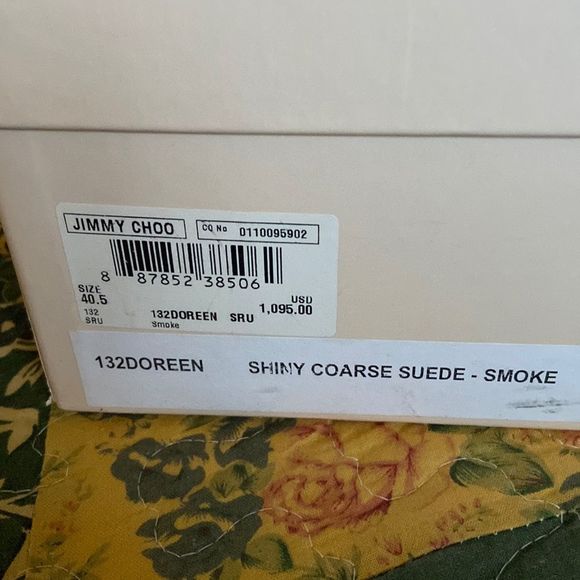 JIMMY CHOO
CQ No 0110095902
8 87852 38506
SIZE
40.5
132
SRU
132DOREEN SRU
Smoke
USD
1,095.00
132DOREEN SHINY COARSE SUEDE - SMOKE